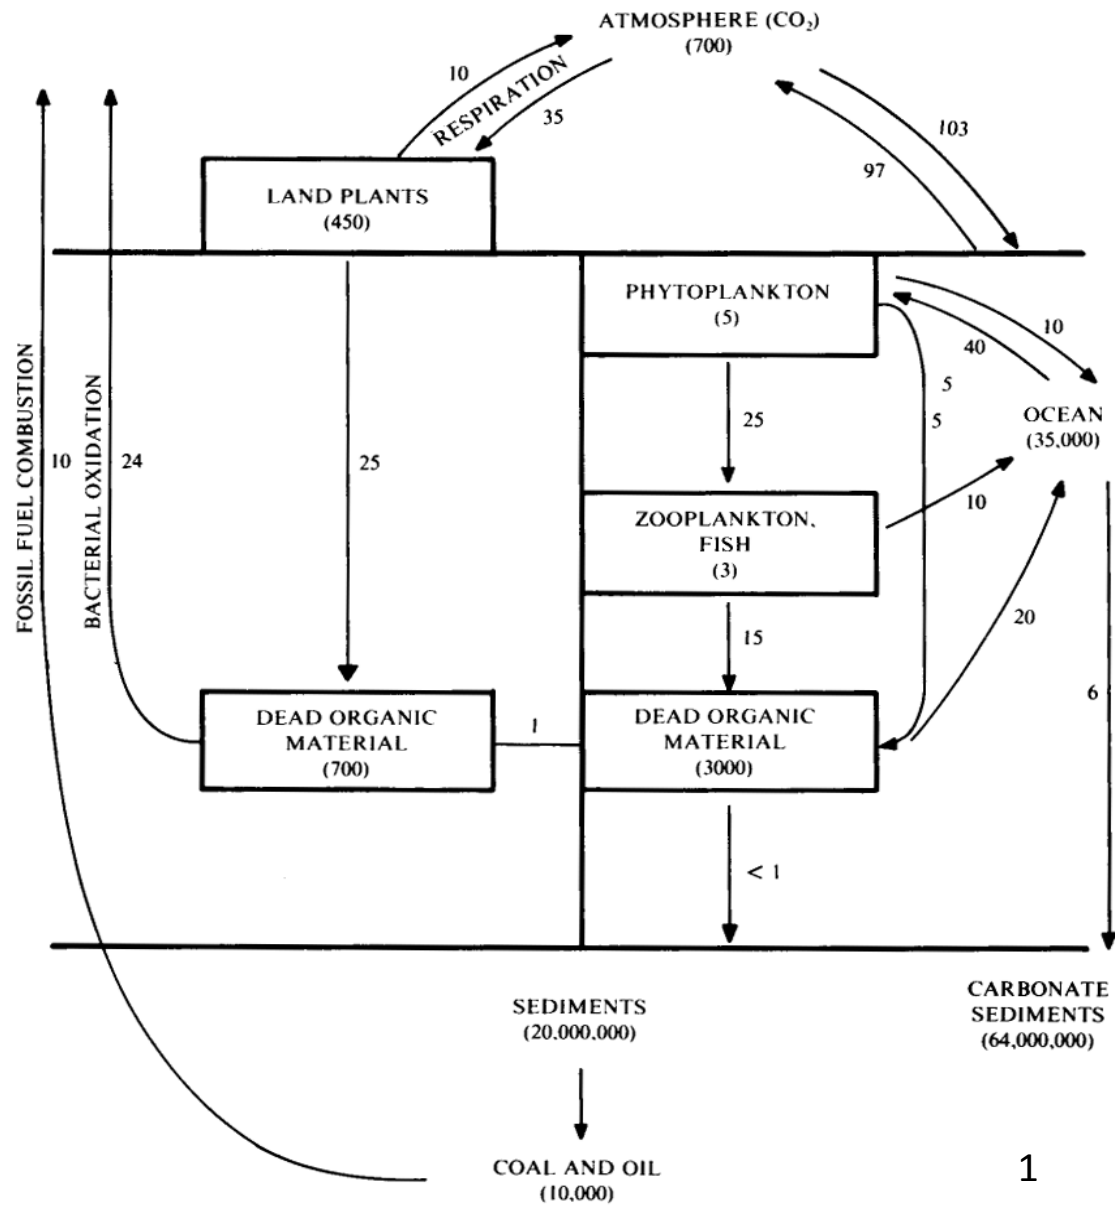 ATMOSPHERE (CO₂)
(700)
10
RESPIRATION
35
103
97
LAND PLANTS
(450)
PHYTOPLANKTON
(5)
10
40
5
5
25
OCEAN
(35,000)
FOSSIL FUEL COMBUSTION
10
BACTERIAL OXIDATION
24
25
10
ZOOPLANKTON,
FISH
(3)
20
15
6
DEAD ORGANIC
MATERIAL
(700)
1
DEAD ORGANIC
MATERIAL
(3000)
< 1
SEDIMENTS
(20,000,000)
CARBONATE
SEDIMENTS
(64,000,000)
COAL AND OIL
(10,000)
1